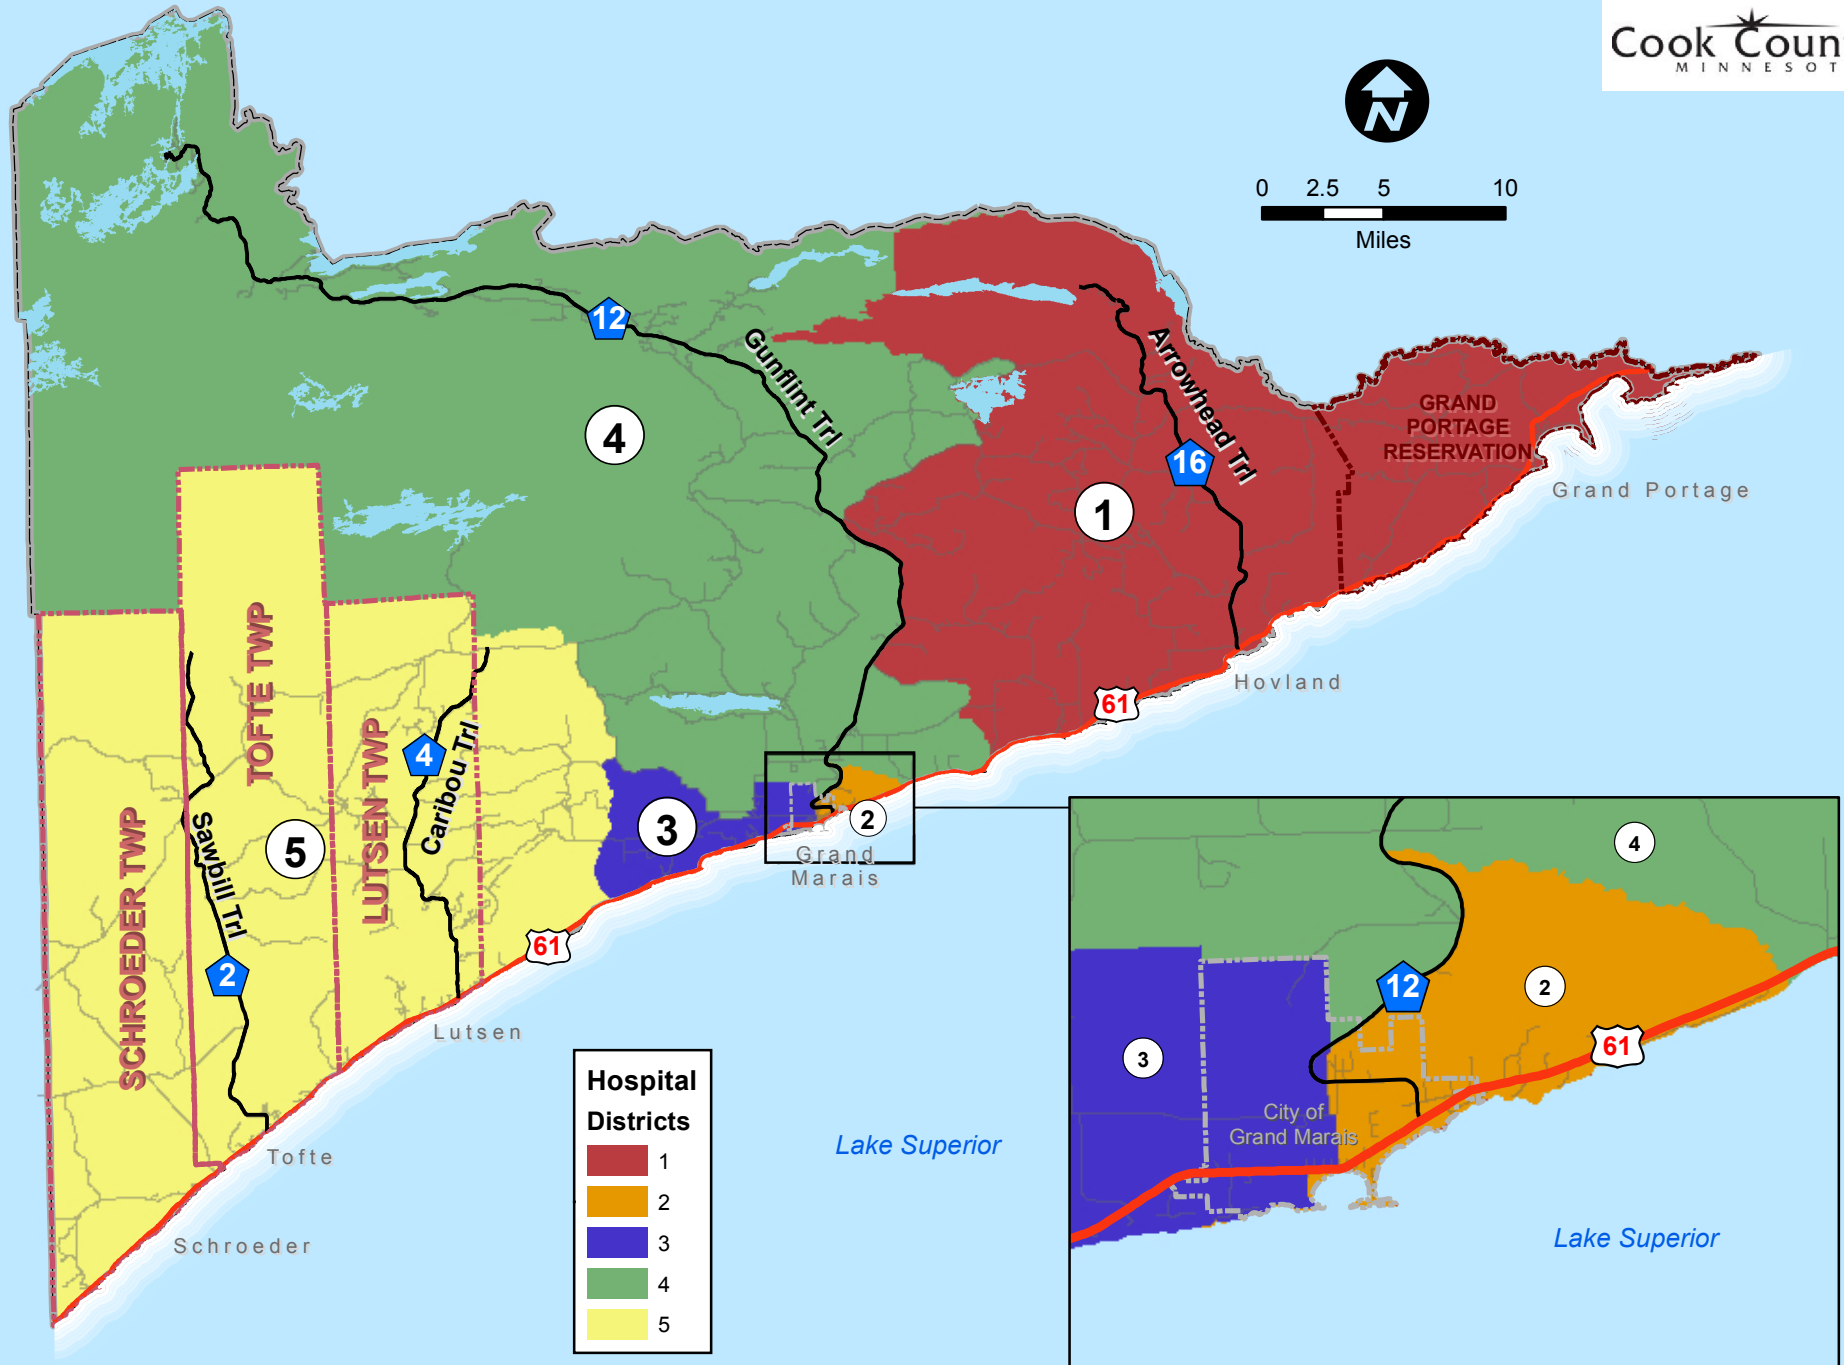 Cook Coun
MINNESOT
N
0 2.5 5 10
Miles
12
Gunflint Trl
Arrowhead Trl
4
16
1
GRAND
PORTAGE
RESERVATION
Grand Portage
Hovland
61
TOFTE TWP
LUTSEN TWP
SCHROEDER TWP
4
Caribou Trl
Sawbill Trl
5
3
2
Grand
Marais
61
2
Lutsen
Tofte
Schroeder
Hospital
Districts
1
2
3
4
5
Lake Superior
4
12
2
3
61
City of
Grand Marais
Lake Superior